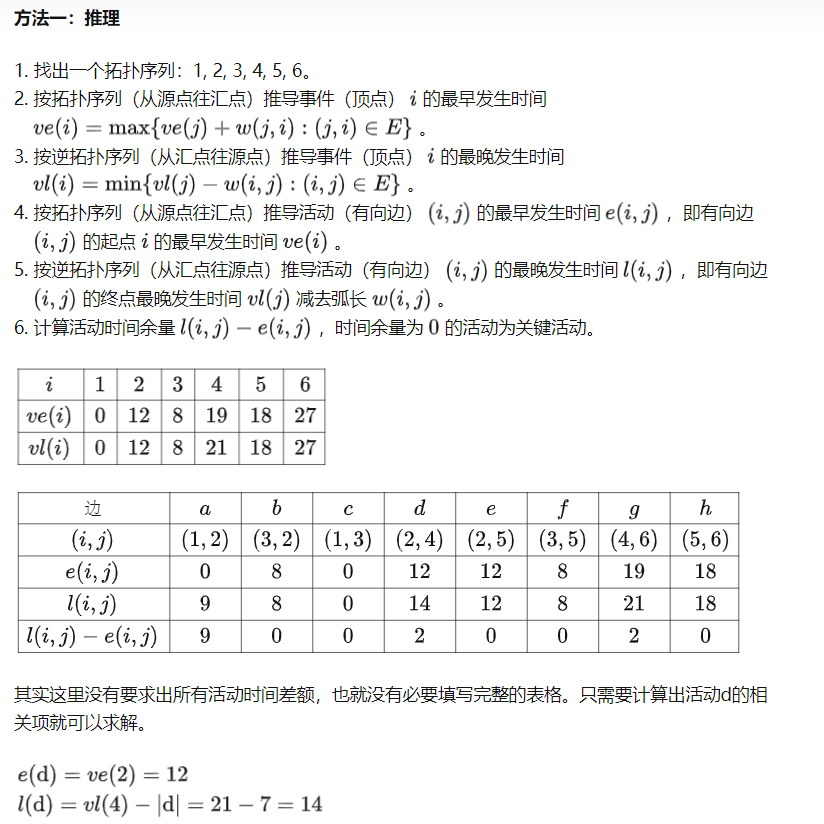 方法一：推理
1. 找出一个拓扑序列：1, 2, 3, 4, 5, 6。
2. 按拓扑序列（从源点往汇点）推导事件（顶点） i 的最早发生时间
ve(i) = max{ve(j) + w(j, i) : (j, i) ∈ E} 。
3. 按逆拓扑序列（从汇点往源点）推导事件（顶点） i 的最晚发生时间
vl(i) = min{vl(j) − w(i, j) : (i, j) ∈ E} 。
4. 按拓扑序列（从源点往汇点）推导活动（有向边） (i, j) 的最早发生时间 e(i, j) ，即有向边
(i, j) 的起点 i 的最早发生时间 ve(i) 。
5. 按逆拓扑序列（从汇点往源点）推导活动（有向边） (i, j) 的最晚发生时间 l(i, j) ，即有向边
(i, j) 的终点最晚发生时间 vl(j) 减去弧长 w(i, j) 。
6. 计算活动时间余量 l(i, j) − e(i, j) ，时间余量为 0 的活动为关键活动。
i 1 2 3 4 5 6
ve(i) 0 12 8 19 18 27
vl(i) 0 12 8 21 18 27
边 a b c d e f g h
(i, j) (1, 2) (3, 2) (1, 3) (2, 4) (2, 5) (3, 5) (4, 6) (5, 6)
e(i, j) 0 8 0 12 12 8 19 18
l(i, j) 9 8 0 14 12 8 21 18
l(i, j) − e(i, j) 9 0 0 2 0 0 2 0
其实这里没有要求出所有活动时间差额，也就没有必要填写完整的表格。只需要计算出活动d的相
关项就可以求解。
e(d) = ve(2) = 12
l(d) = vl(4) − |d| = 21 − 7 = 14